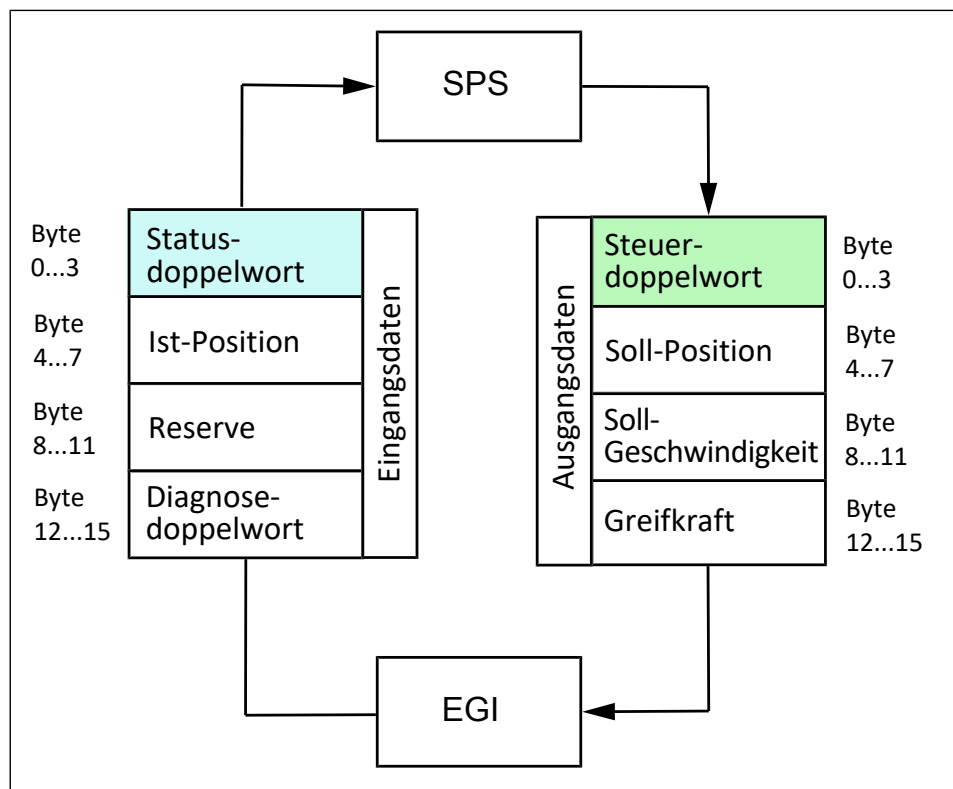 SPS
Byte
0...3
Status-
doppelwort
Byte
4...7
Ist-Position
Byte
8...11
Reserve
Byte
12...15
Diagnose-
doppelwort
Eingangsdaten
Ausgangsdaten
Steuer-
doppelwort
Byte
0...3
Soll-Position
Byte
4...7
Soll-
Geschwindigkeit
Byte
8...11
Greifkraft
Byte
12...15
EGI